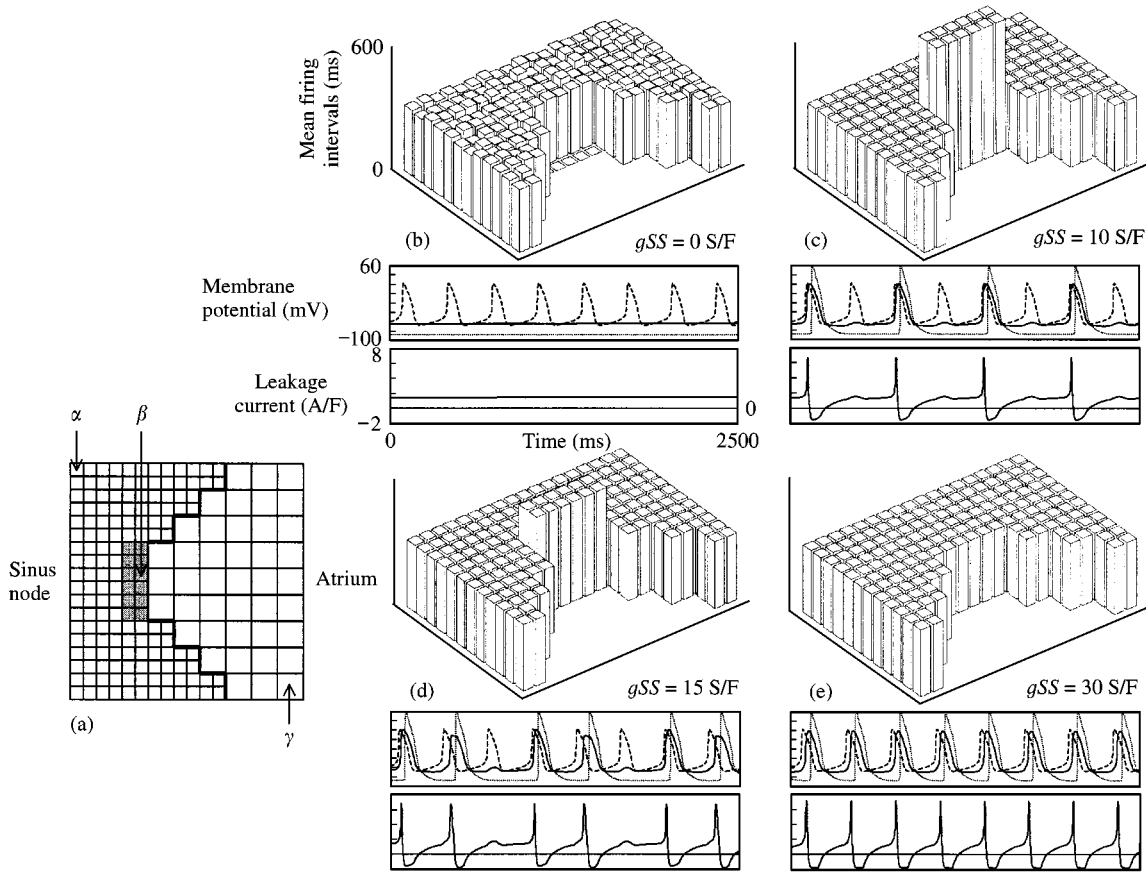 600
Mean firing
intervals (ms)
0
(b)
gSS = 0 S/F
(c)
gSS = 10 S/F
60
Membrane
potential (mV)
−100
8
Leakage
current (A/F)
−2
0
0
Time (ms)
2500
α
β
Sinus
node
Atrium
(a)
γ
(d)
gSS = 15 S/F
(e)
gSS = 30 S/F